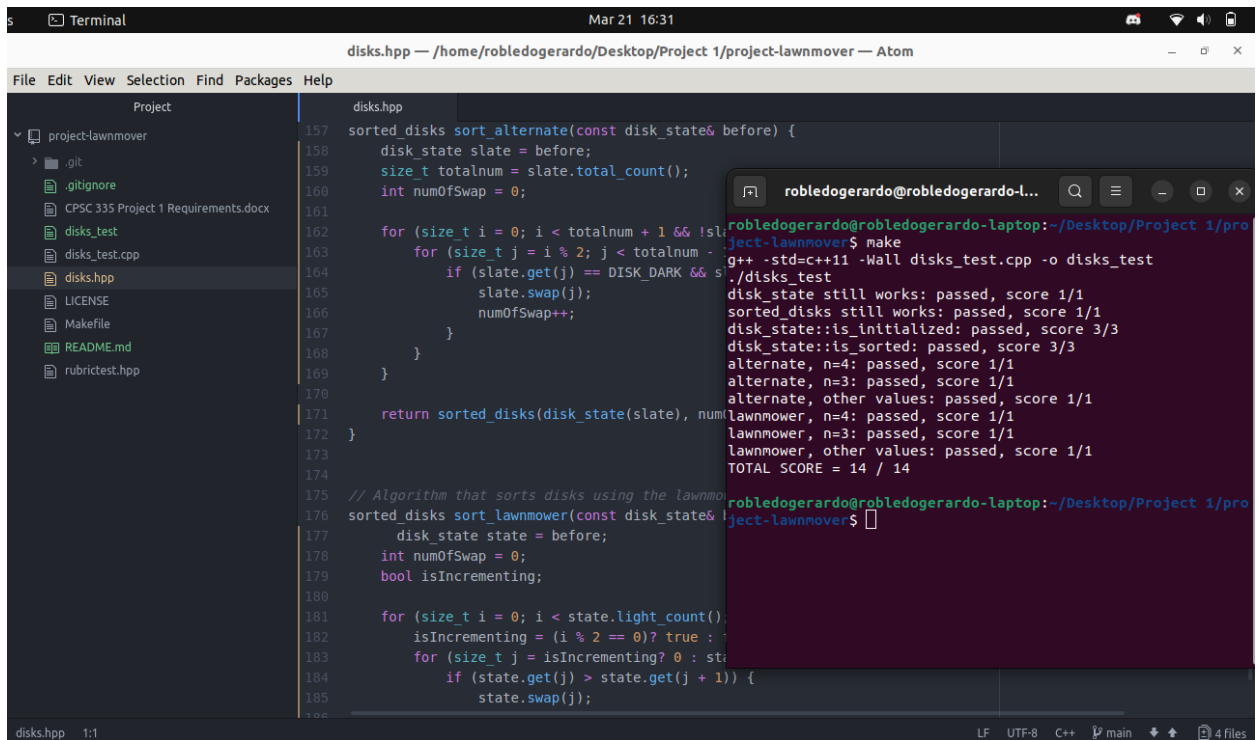 s Terminal Mar 21 16:31
disks.hpp — /home/robledogerardo/Desktop/Project 1/project-lawnmover — Atom
File Edit View Selection Find Packages Help
Project
project-lawnmover
.git
.gitignore
CPSC 335 Project 1 Requirements.docx
disks_test
disks_test.cpp
disks.hpp
LICENSE
Makefile
README.md
rubrictest.hpp
disks.hpp
157 sorted_disks sort_alternate(const disk_state& before) {
158 disk_state slate = before;
159 size_t totalnum = slate.total_count();
160 int numOfSwap = 0;
161
162 for (size_t i = 0; i < totalnum + 1 && !sla
163 for (size_t j = i % 2; j < totalnum -
164 if (slate.get(j) == DISK_DARK && sl
165 slate.swap(j);
166 numOfSwap++;
167 }
168 }
169 }
170
171 return sorted_disks(disk_state(slate), numO
172 }
173
174
175 // Algorithm that sorts disks using the lawnmo
176 sorted_disks sort_lawnmower(const disk_state& b
177 disk_state state = before;
178 int numOfSwap = 0;
179 bool isIncrementing;
180
181 for (size_t i = 0; i < state.light_count();
182 isIncrementing = (i % 2 == 0)? true :
183 for (size_t j = isIncrementing? 0 : sta
184 if (state.get(j) > state.get(j + 1)) {
185 state.swap(j);
186
robledogerardo@robledogerardo-l...
robledogerardo@robledogerardo-laptop:~/Desktop/Project 1/pro
ject-lawnmover$ make
g++ -std=c++11 -Wall disks_test.cpp -o disks_test
./disks_test
disk_state still works: passed, score 1/1
sorted_disks still works: passed, score 1/1
disk_state::is_initialized: passed, score 3/3
disk_state::is_sorted: passed, score 3/3
alternate, n=4: passed, score 1/1
alternate, n=3: passed, score 1/1
alternate, other values: passed, score 1/1
lawnmower, n=4: passed, score 1/1
lawnmower, n=3: passed, score 1/1
lawnmower, other values: passed, score 1/1
TOTAL SCORE = 14 / 14
robledogerardo@robledogerardo-laptop:~/Desktop/Project 1/pro
ject-lawnmover$
disks.hpp 1:1 LF UTF-8 C++ main 4 files